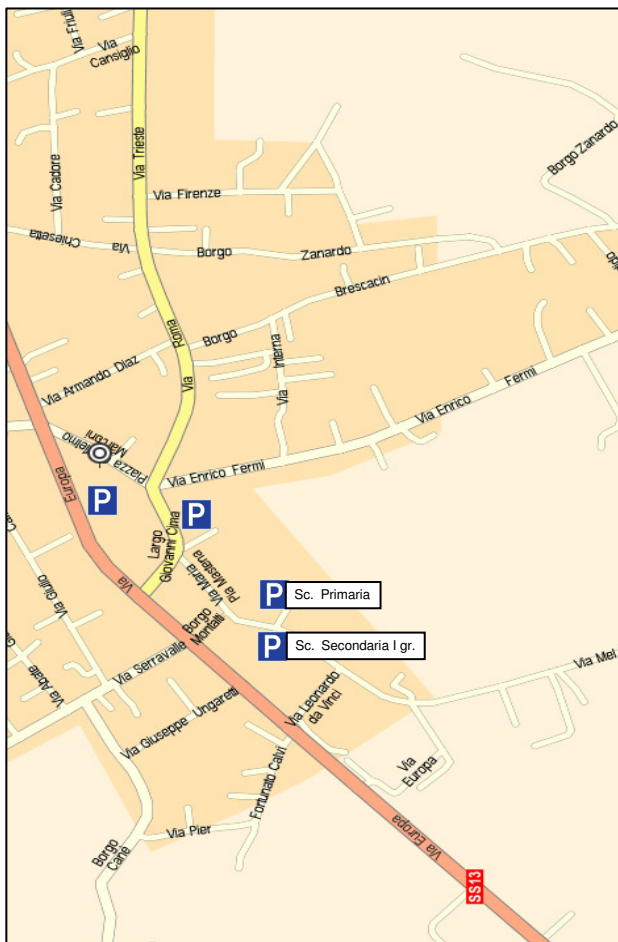 Via Friuli
Via
Cansiglio
Via Trieste
Via Cadore
Borgo Zanardo
Via Firenze
Chiesetta
Via
Borgo
Zanardo
Brescacin
Borgo
Via Roma
Via Armando Diaz
Via Interna
Via Enrico Fermi
Piazza
Marconi
Via Enrico Fermi
Europa
P
P
Largo
Giovanni Cima
Via
Via Maria
Pia Mastena
Via Giulio
P Sc. Primaria
Borgo
Montalti
P Sc. Secondaria I gr.
Via Serravalle
Via Mel
Via Abate
Via Giuseppe Ungaretti
Via Leonardo
da Vinci
Via
Europa
Fortunato Calvi
Via Pier
Via Europa
Borgo
Cane
SS13